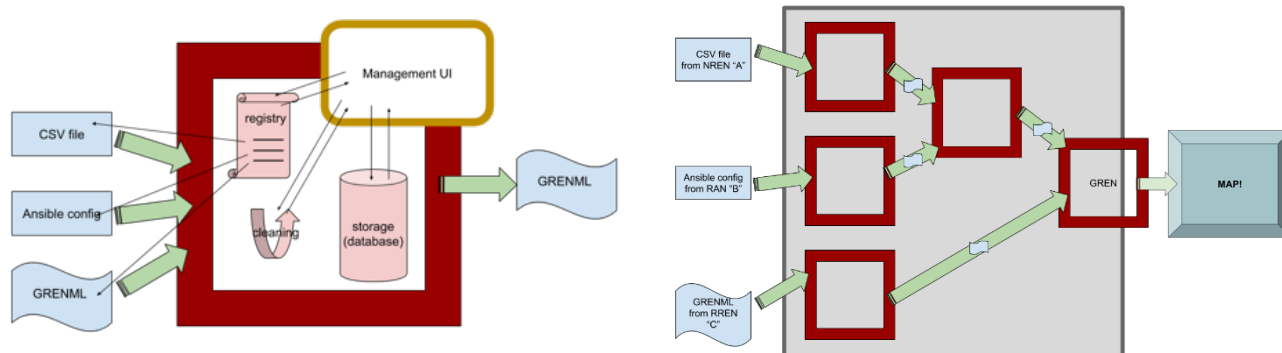 Management UI
registry
CSV file
Ansible config
GRENML
cleaning
storage
(database)
GRENML
CSV file
from NREN "A"
Ansible config
from RAN "B"
GRENML
from RREN
"C"
GREN
MAP!